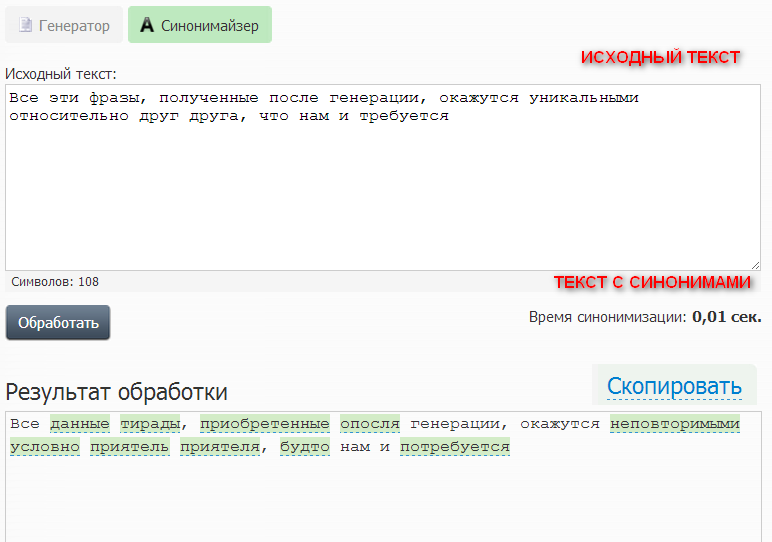 Генератор
Синонимайзер
ИСХОДНЫЙ ТЕКСТ
Исходный текст:
Все эти фразы, полученные после генерации, окажутся уникальными
относительно друг друга, что нам и требуется
Символов: 108
ТЕКСТ С СИНОНИМАМИ
Обработать
Время синонимизации: 0,01 сек.
Результат обработки
Скопировать
Все данные тирады, приобретенные опосля генерации, окажутся неповторимыми
условно приятель приятеля, будто нам и потребуется